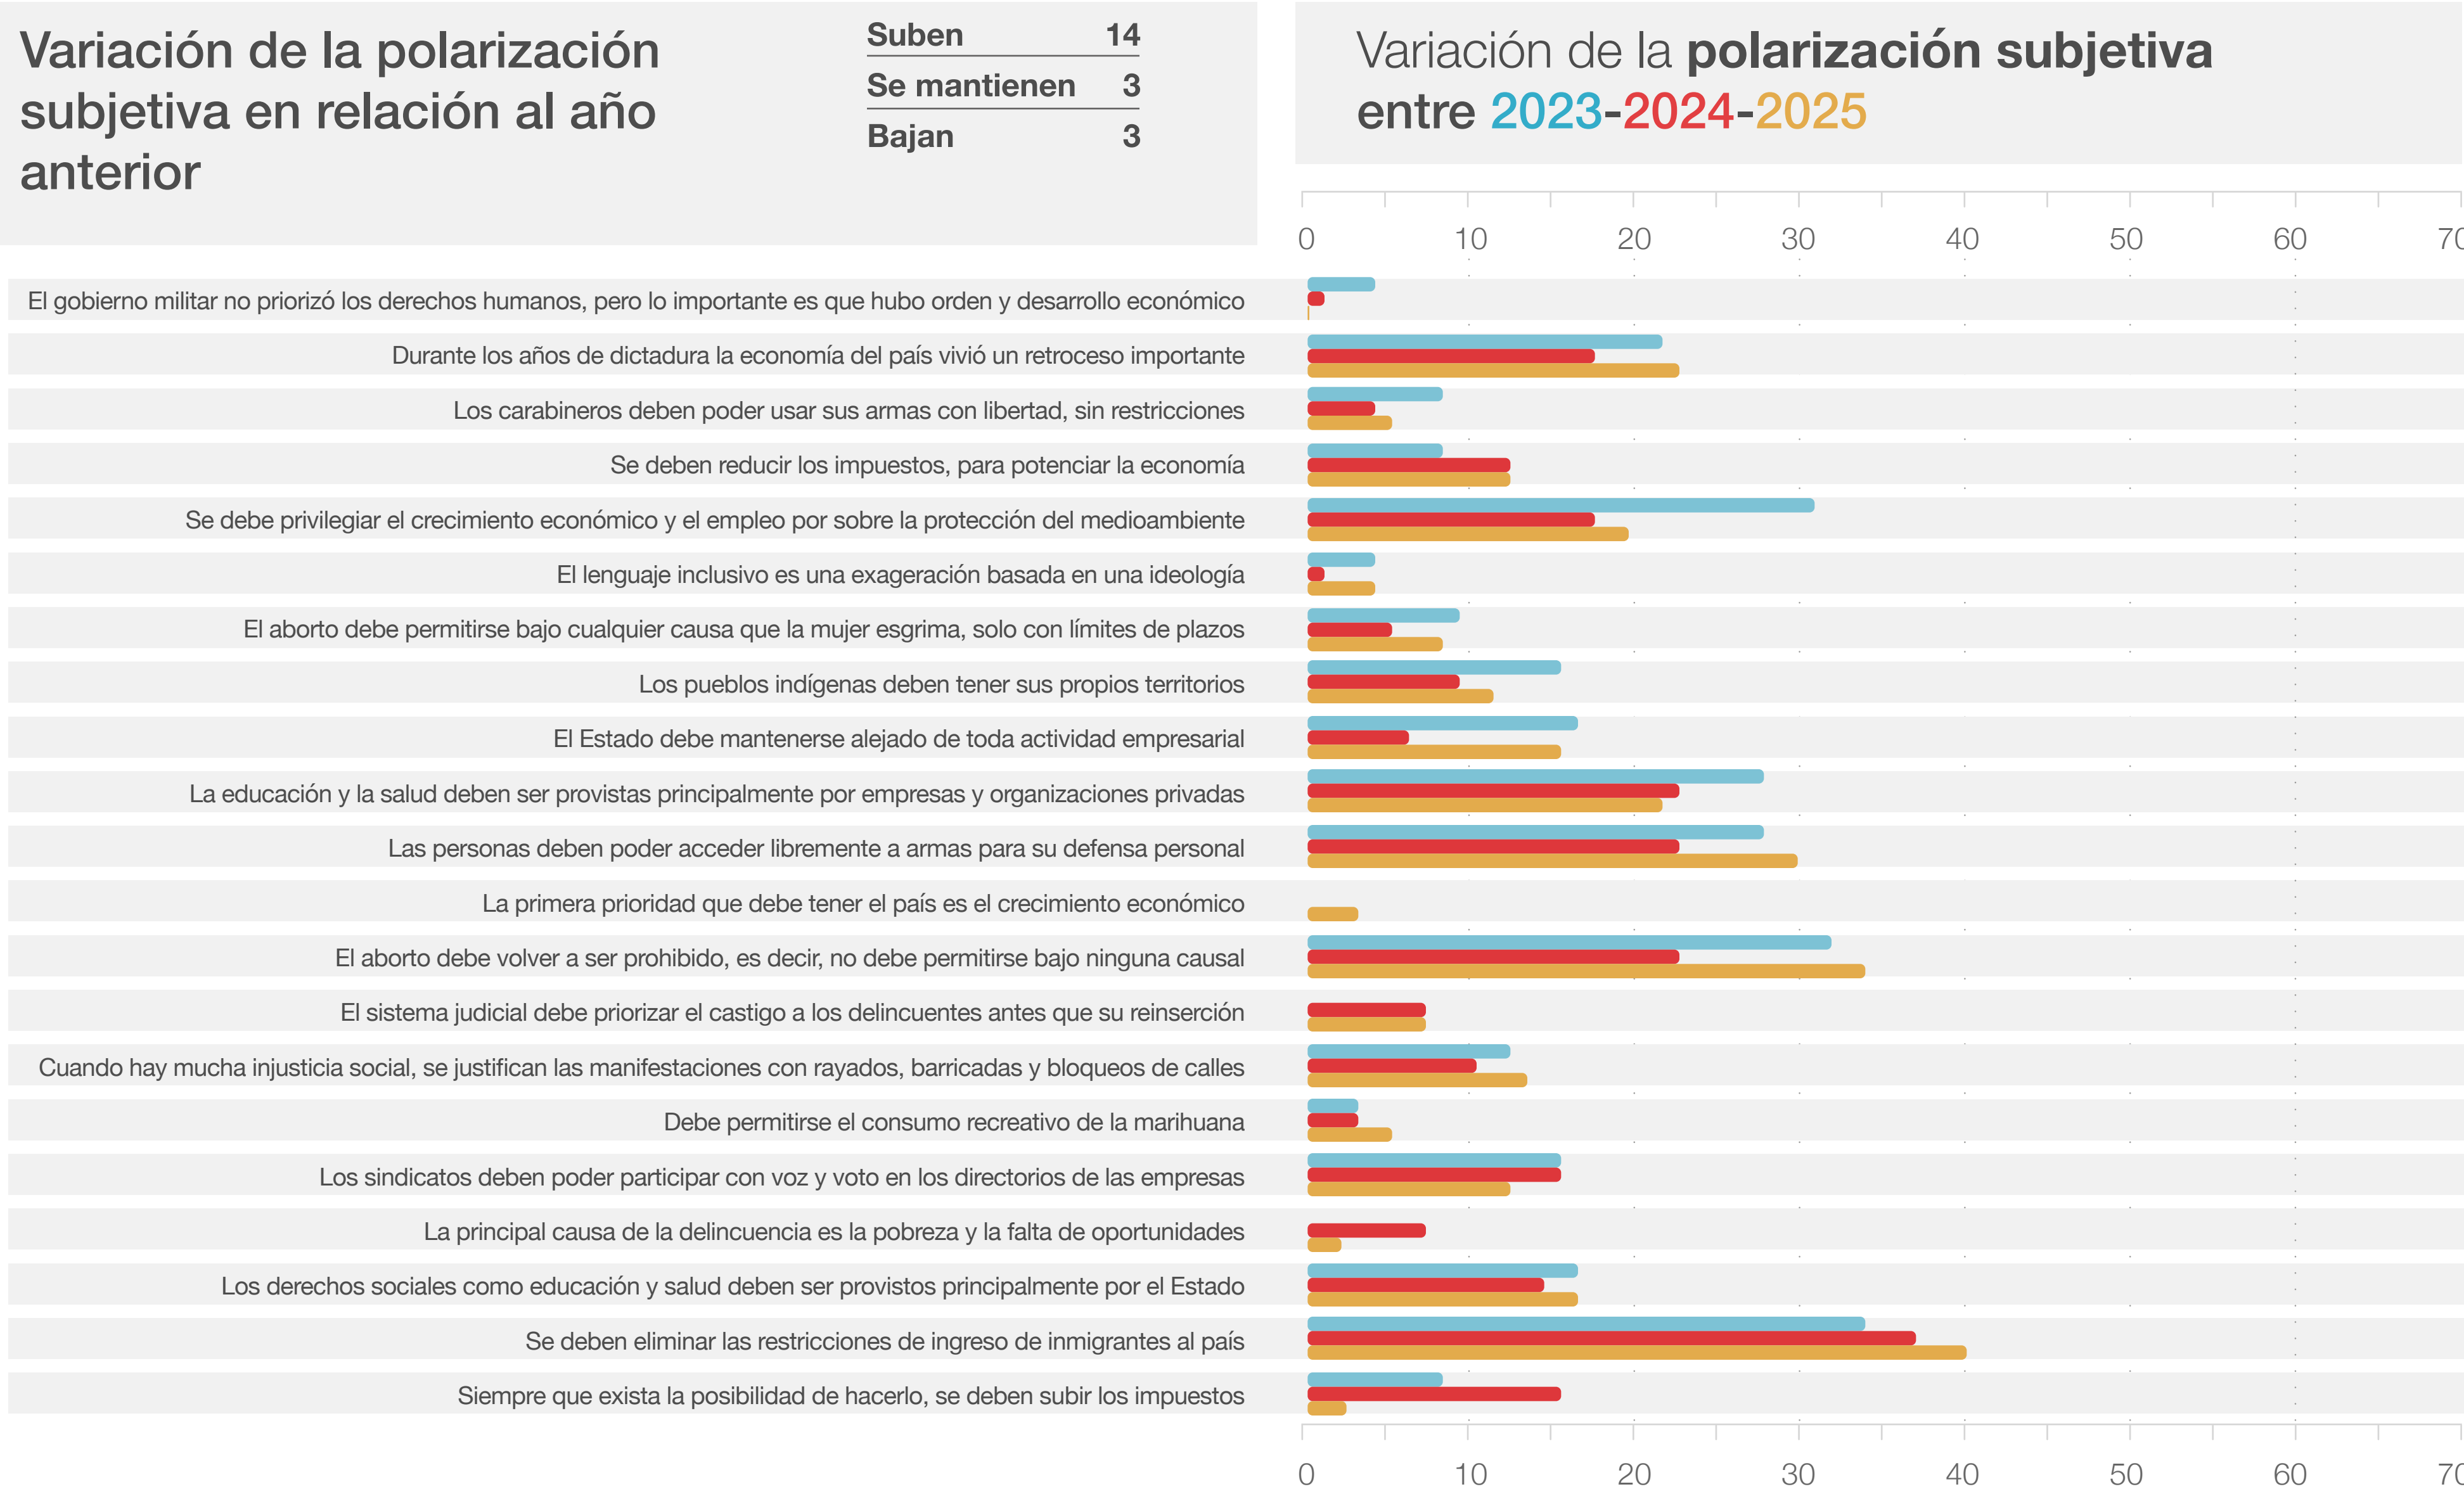 Variación de la polarización
subjetiva en relación al año
anterior
Suben 14
Se mantienen 3
Bajan 3
Variación de la polarización subjetiva
entre 2023-2024-2025
0 10 20 30 40 50 60 70
El gobierno militar no priorizó los derechos humanos, pero lo importante es que hubo orden y desarrollo económico
Durante los años de dictadura la economía del país vivió un retroceso importante
Los carabineros deben poder usar sus armas con libertad, sin restricciones
Se deben reducir los impuestos, para potenciar la economía
Se debe privilegiar el crecimiento económico y el empleo por sobre la protección del medioambiente
El lenguaje inclusivo es una exageración basada en una ideología
El aborto debe permitirse bajo cualquier causa que la mujer esgrima, solo con límites de plazos
Los pueblos indígenas deben tener sus propios territorios
El Estado debe mantenerse alejado de toda actividad empresarial
La educación y la salud deben ser provistas principalmente por empresas y organizaciones privadas
Las personas deben poder acceder libremente a armas para su defensa personal
La primera prioridad que debe tener el país es el crecimiento económico
El aborto debe volver a ser prohibido, es decir, no debe permitirse bajo ninguna causal
El sistema judicial debe priorizar el castigo a los delincuentes antes que su reinserción
Cuando hay mucha injusticia social, se justifican las manifestaciones con rayados, barricadas y bloqueos de calles
Debe permitirse el consumo recreativo de la marihuana
Los sindicatos deben poder participar con voz y voto en los directorios de las empresas
La principal causa de la delincuencia es la pobreza y la falta de oportunidades
Los derechos sociales como educación y salud deben ser provistos principalmente por el Estado
Se deben eliminar las restricciones de ingreso de inmigrantes al país
Siempre que exista la posibilidad de hacerlo, se deben subir los impuestos
0 10 20 30 40 50 60 70